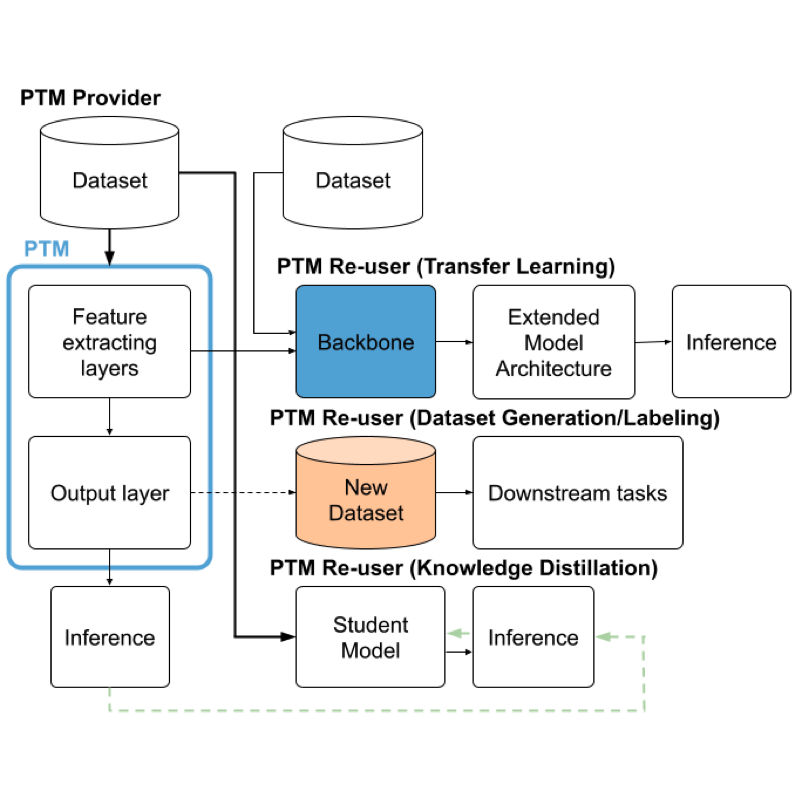 PTM Provider
Dataset
Dataset
PTM
PTM Re-user (Transfer Learning)
Feature
extracting
layers
Backbone
Extended
Model
Architecture
Inference
PTM Re-user (Dataset Generation/Labeling)
Output layer
New
Dataset
Downstream tasks
PTM Re-user (Knowledge Distillation)
Inference
Student
Model
Inference